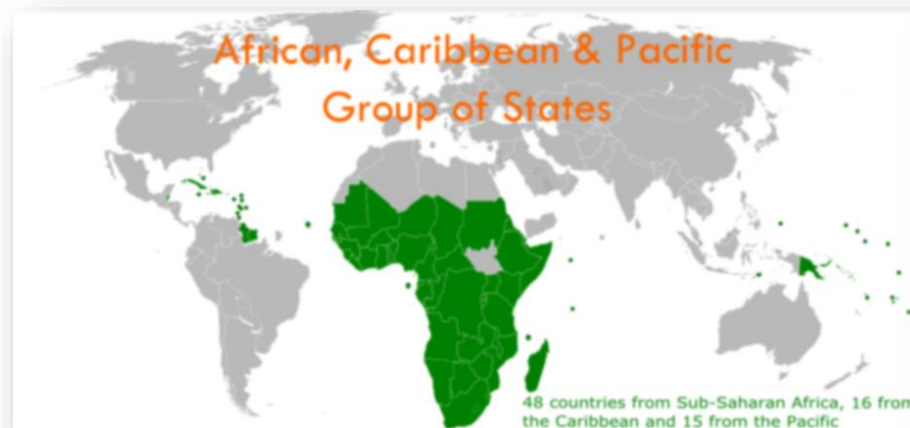 African, Caribbean & Pacific
Group of States
48 countries from Sub-Saharan Africa, 16 from
the Caribbean and 15 from the Pacific